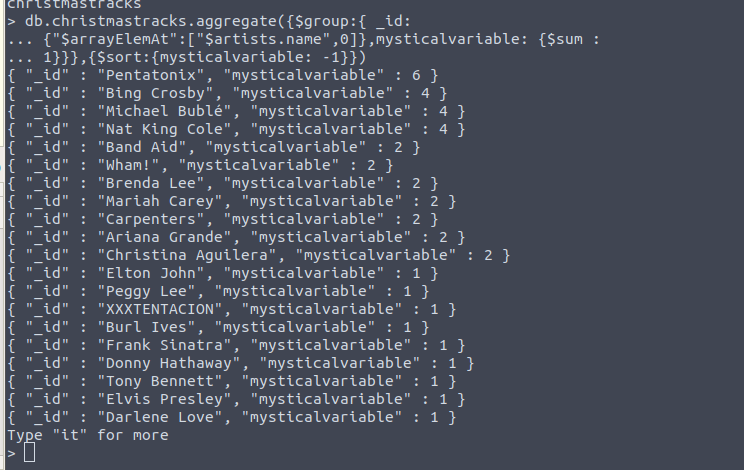 christmastracks
> db.christmastracks.aggregate({$group:{ _id:
... {"$arrayElemAt":["$artists.name",0]},mysticalvariable: {$sum :
... 1}}},{$sort:{mysticalvariable: -1}})
{ "_id" : "Pentatonix", "mysticalvariable" : 6 }
{ "_id" : "Bing Crosby", "mysticalvariable" : 4 }
{ "_id" : "Michael Bublé", "mysticalvariable" : 4 }
{ "_id" : "Nat King Cole", "mysticalvariable" : 4 }
{ "_id" : "Band Aid", "mysticalvariable" : 2 }
{ "_id" : "Wham!", "mysticalvariable" : 2 }
{ "_id" : "Brenda Lee", "mysticalvariable" : 2 }
{ "_id" : "Mariah Carey", "mysticalvariable" : 2 }
{ "_id" : "Carpenters", "mysticalvariable" : 2 }
{ "_id" : "Ariana Grande", "mysticalvariable" : 2 }
{ "_id" : "Christina Aguilera", "mysticalvariable" : 2 }
{ "_id" : "Elton John", "mysticalvariable" : 1 }
{ "_id" : "Peggy Lee", "mysticalvariable" : 1 }
{ "_id" : "XXXTENTACION", "mysticalvariable" : 1 }
{ "_id" : "Burl Ives", "mysticalvariable" : 1 }
{ "_id" : "Frank Sinatra", "mysticalvariable" : 1 }
{ "_id" : "Donny Hathaway", "mysticalvariable" : 1 }
{ "_id" : "Tony Bennett", "mysticalvariable" : 1 }
{ "_id" : "Elvis Presley", "mysticalvariable" : 1 }
{ "_id" : "Darlene Love", "mysticalvariable" : 1 }
Type "it" for more
>